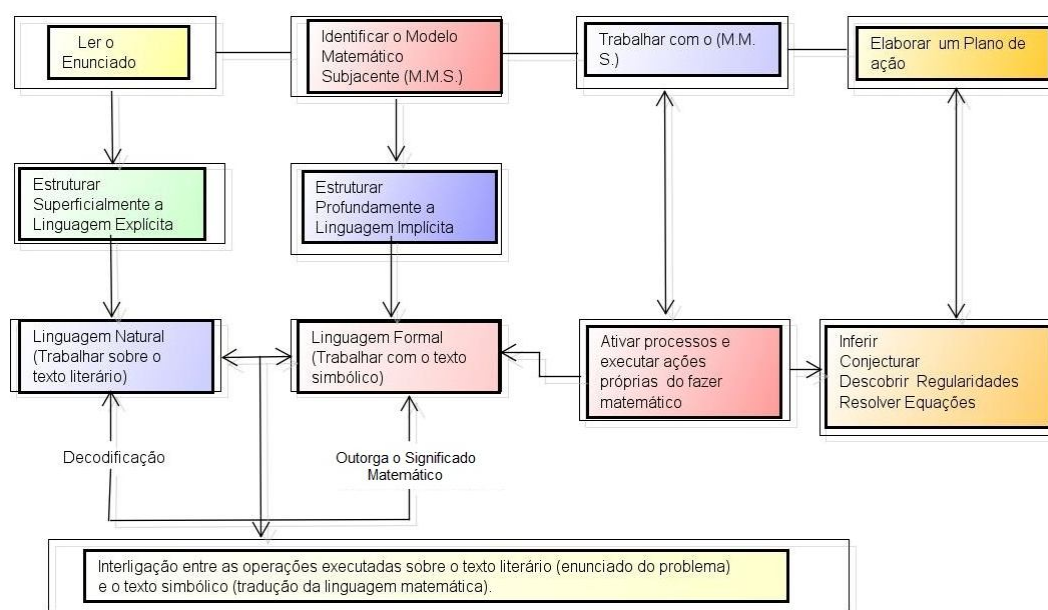 Ler o
Enunciado
Identificar o Modelo
Matemático
Subjacente (M.M.S.)
Trabalhar com o (M.M.
S.)
Elaborar um Plano de
ação
Estruturar
Superficialmente a
Linguagem Explícita
Estruturar
Profundamente a
Linguagem Implícita
Linguagem Natural
(Trabalhar sobre o
texto literário)
Linguagem Formal
(Trabalhar com o texto
simbólico)
Ativar processos e
executar ações
próprias do fazer
matemático
Inferir
Conjecturar
Descobrir Regularidades
Resolver Equações
Decodificação
Outorga o Significado
Matemático
Interligação entre as operações executadas sobre o texto literário (enunciado do problema)
e o texto simbólico (tradução da linguagem matemática).